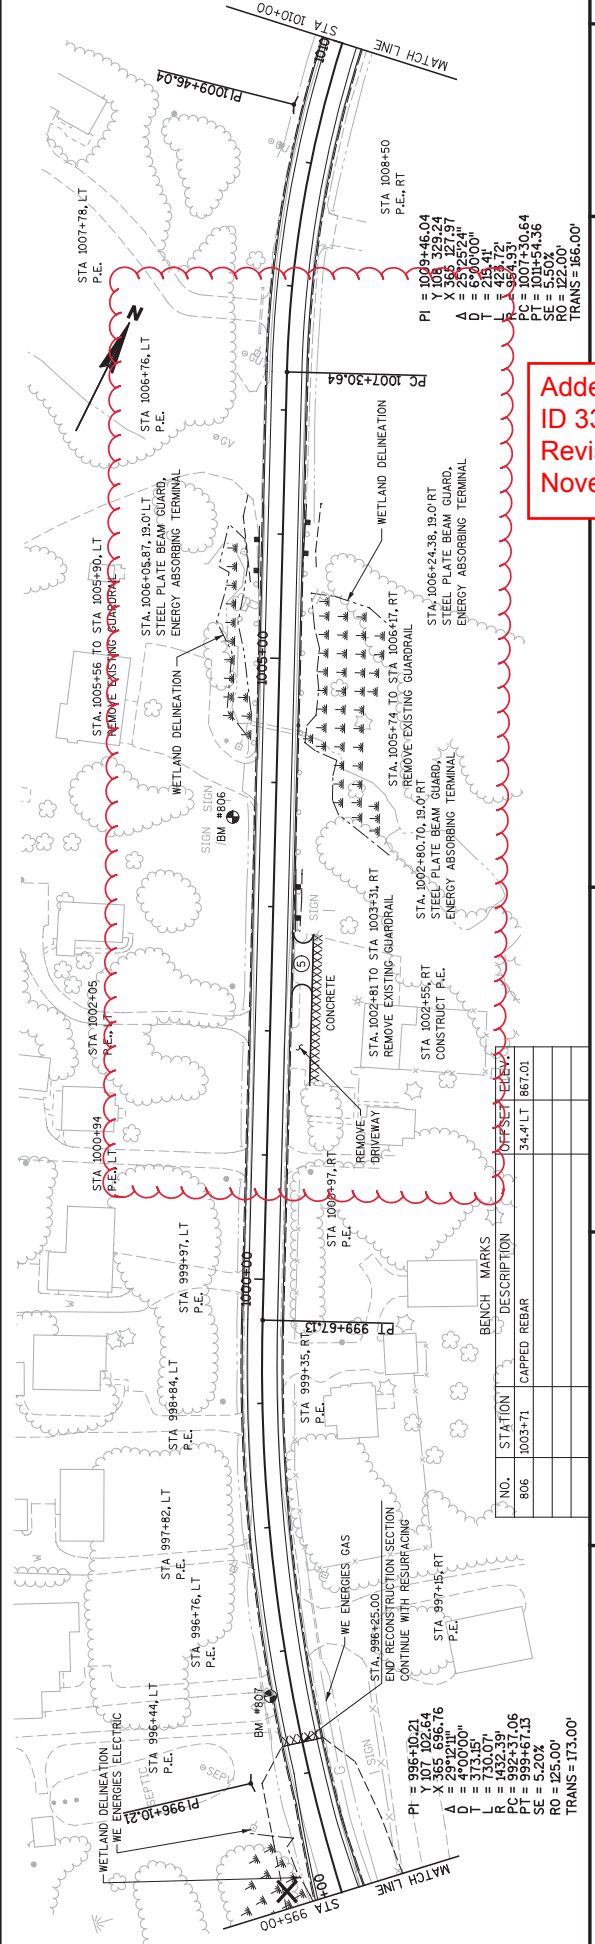 STA 1010+00
MATCH LINE
1010
PI 1009+46.04
STA 1008+50
P.E., RT
STA 1007+78, LT
P.E.
PI = 1009+46.04
Y 108 329.24
X 365 127.97
Δ = 25°25'24"
D = 6°00'00"
T = 215.41'
L = 423.72'
R = 954.93'
PC = 1007+30.64
PT = 1011+54.36
SE = 5.50%
RO = 122.00'
TRANS = 166.00'
N
STA 1006+76, LT
P.E.
GV
PC 1007+30.64
WETLAND DELINEATION
STA. 1006+05.87, 19.0' LT
STEEL PLATE BEAM GUARD,
ENERGY ABSORBING TERMINAL
STA. 1005+56 TO STA 1005+90, LT
REMOVE EXISTING GUARDRAIL
STA. 1006+24.38, 19.0' RT
STEEL PLATE BEAM GUARD,
ENERGY ABSORBING TERMINAL
WETLAND DELINEATION
1005+00
STA. 1005+74 TO STA 1006+17, RT
REMOVE EXISTING GUARDRAIL
SIGN SIGN
BM #806
STA. 1002+80.70, 19.0' RT
STEEL PLATE BEAM GUARD,
ENERGY ABSORBING TERMINAL
SIGN
5
CONCRETE
STA. 1002+81 TO STA 1003+31, RT
REMOVE EXISTING GUARDRAIL
STA 1002+55, RT
CONSTRUCT P.E.
STA 1002+05
P.E., LT
REMOVE
DRIVEWAY
STA 1000+94
P.E., LT
STA 1000+97, RT
P.E.
1000+00
STA 999+97, LT
P.E.
PT 999+67.13
STA 999+35, RT
P.E.
BENCH MARKS
NO. STATION DESCRIPTION OFFSET ELEV.
806 1003+71 CAPPED REBAR 34.4' LT 867.01
STA 998+84, LT
P.E.
W
W
STA 997+82, LT
P.E.
STA 996+76, LT
P.E.
WE ENERGIES GAS
STA. 996+25.00
END RECONSTRUCTION SECTION
CONTINUE WITH RESURFACING
STA 997+15, RT
P.E.
BM #807
STA 996+44, LT
P.E.
SEPTIC
SEPV
PI 996+10.21
WETLAND DELINEATION
WE ENERGIES ELECTRIC
SIGN
G
PI = 996+10.21
Y 107 102.64
X 365 696.76
Δ = 29°12'11"
D = 4°00'00"
T = 373.15'
L = 730.07'
R = 1432.39'
PC = 992+37.06
PT = 999+67.13
SE = 5.20%
RO = 125.00'
TRANS = 173.00'
STA 995+00
MATCH LINE
+00